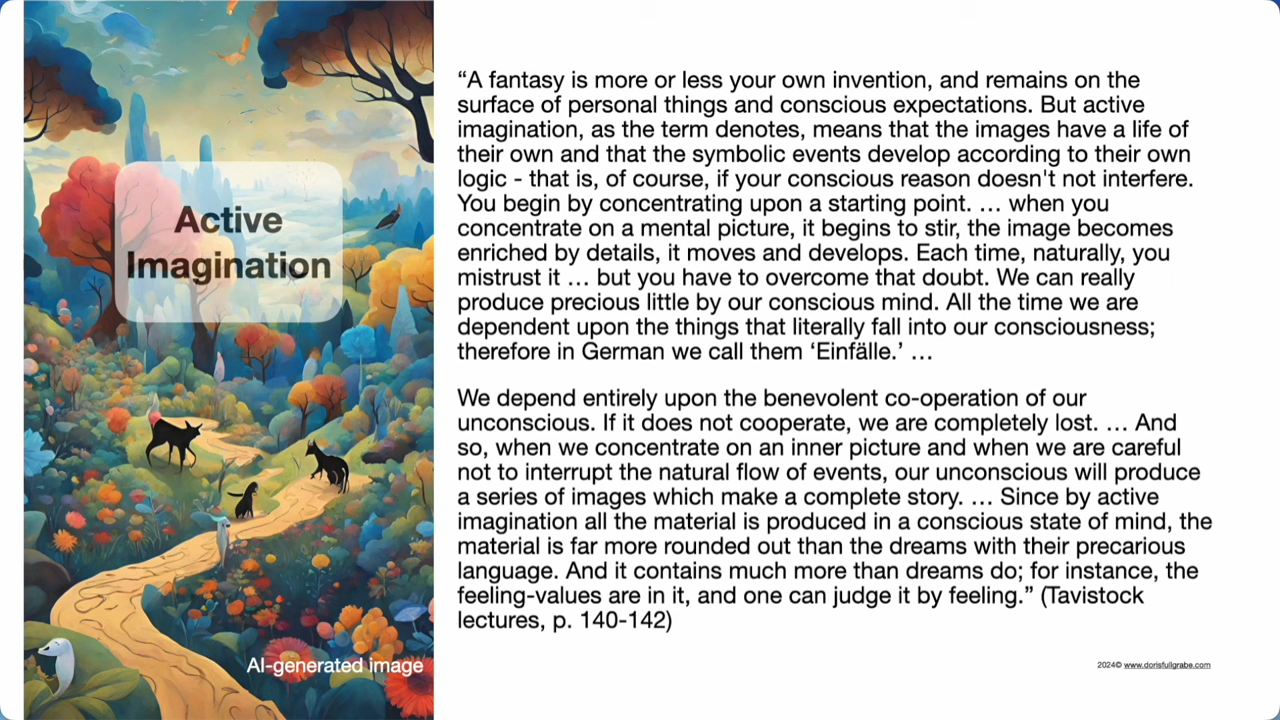 Active
Imagination
AI-generated image
“A fantasy is more or less your own invention, and remains on the
surface of personal things and conscious expectations. But active
imagination, as the term denotes, means that the images have a life of
their own and that the symbolic events develop according to their own
logic - that is, of course, if your conscious reason doesn't not interfere.
You begin by concentrating upon a starting point. … when you
concentrate on a mental picture, it begins to stir, the image becomes
enriched by details, it moves and develops. Each time, naturally, you
mistrust it … but you have to overcome that doubt. We can really
produce precious little by our conscious mind. All the time we are
dependent upon the things that literally fall into our consciousness;
therefore in German we call them ‘Einfälle.’ …
We depend entirely upon the benevolent co-operation of our
unconscious. If it does not cooperate, we are completely lost. … And
so, when we concentrate on an inner picture and when we are careful
not to interrupt the natural flow of events, our unconscious will produce
a series of images which make a complete story. … Since by active
imagination all the material is produced in a conscious state of mind, the
material is far more rounded out than the dreams with their precarious
language. And it contains much more than dreams do; for instance, the
feeling-values are in it, and one can judge it by feeling.” (Tavistock
lectures, p. 140-142)
2024© www.dorisfullgrabe.com